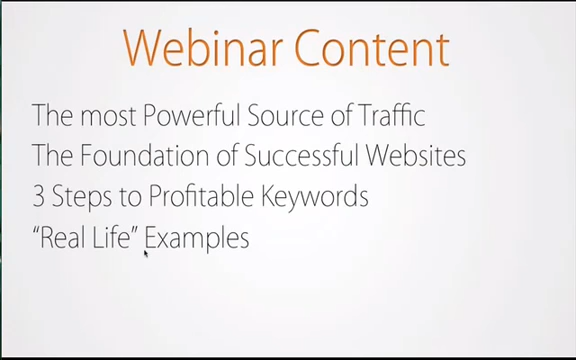 Webinar Content
The most Powerful Source of Traffic
The Foundation of Successful Websites
3 Steps to Profitable Keywords
“Real Life” Examples